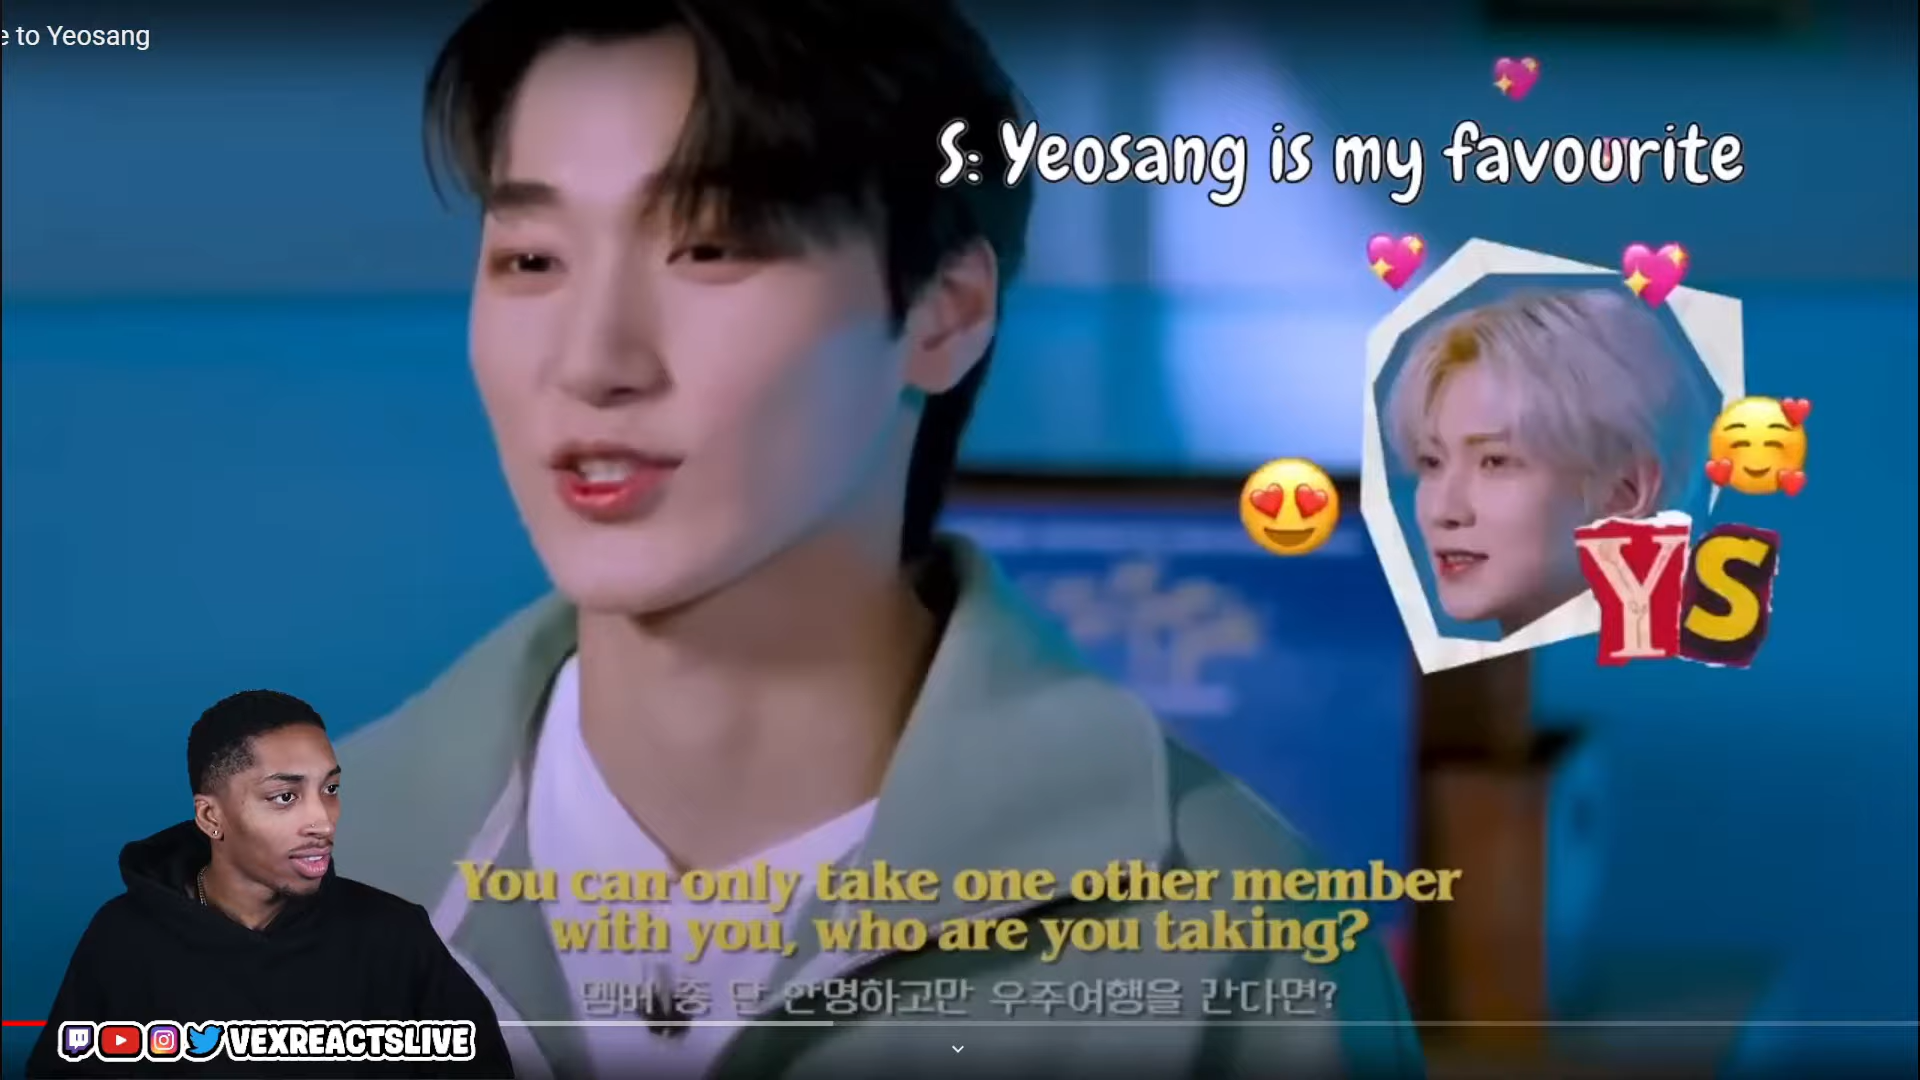 e to Yeosang
S: Yeosang is my favourite
YS
You can only take one other member
with you, who are you taking?
멤버 중 단 한명하고만 우주여행을 간다면?
VEXREACTSLIVE